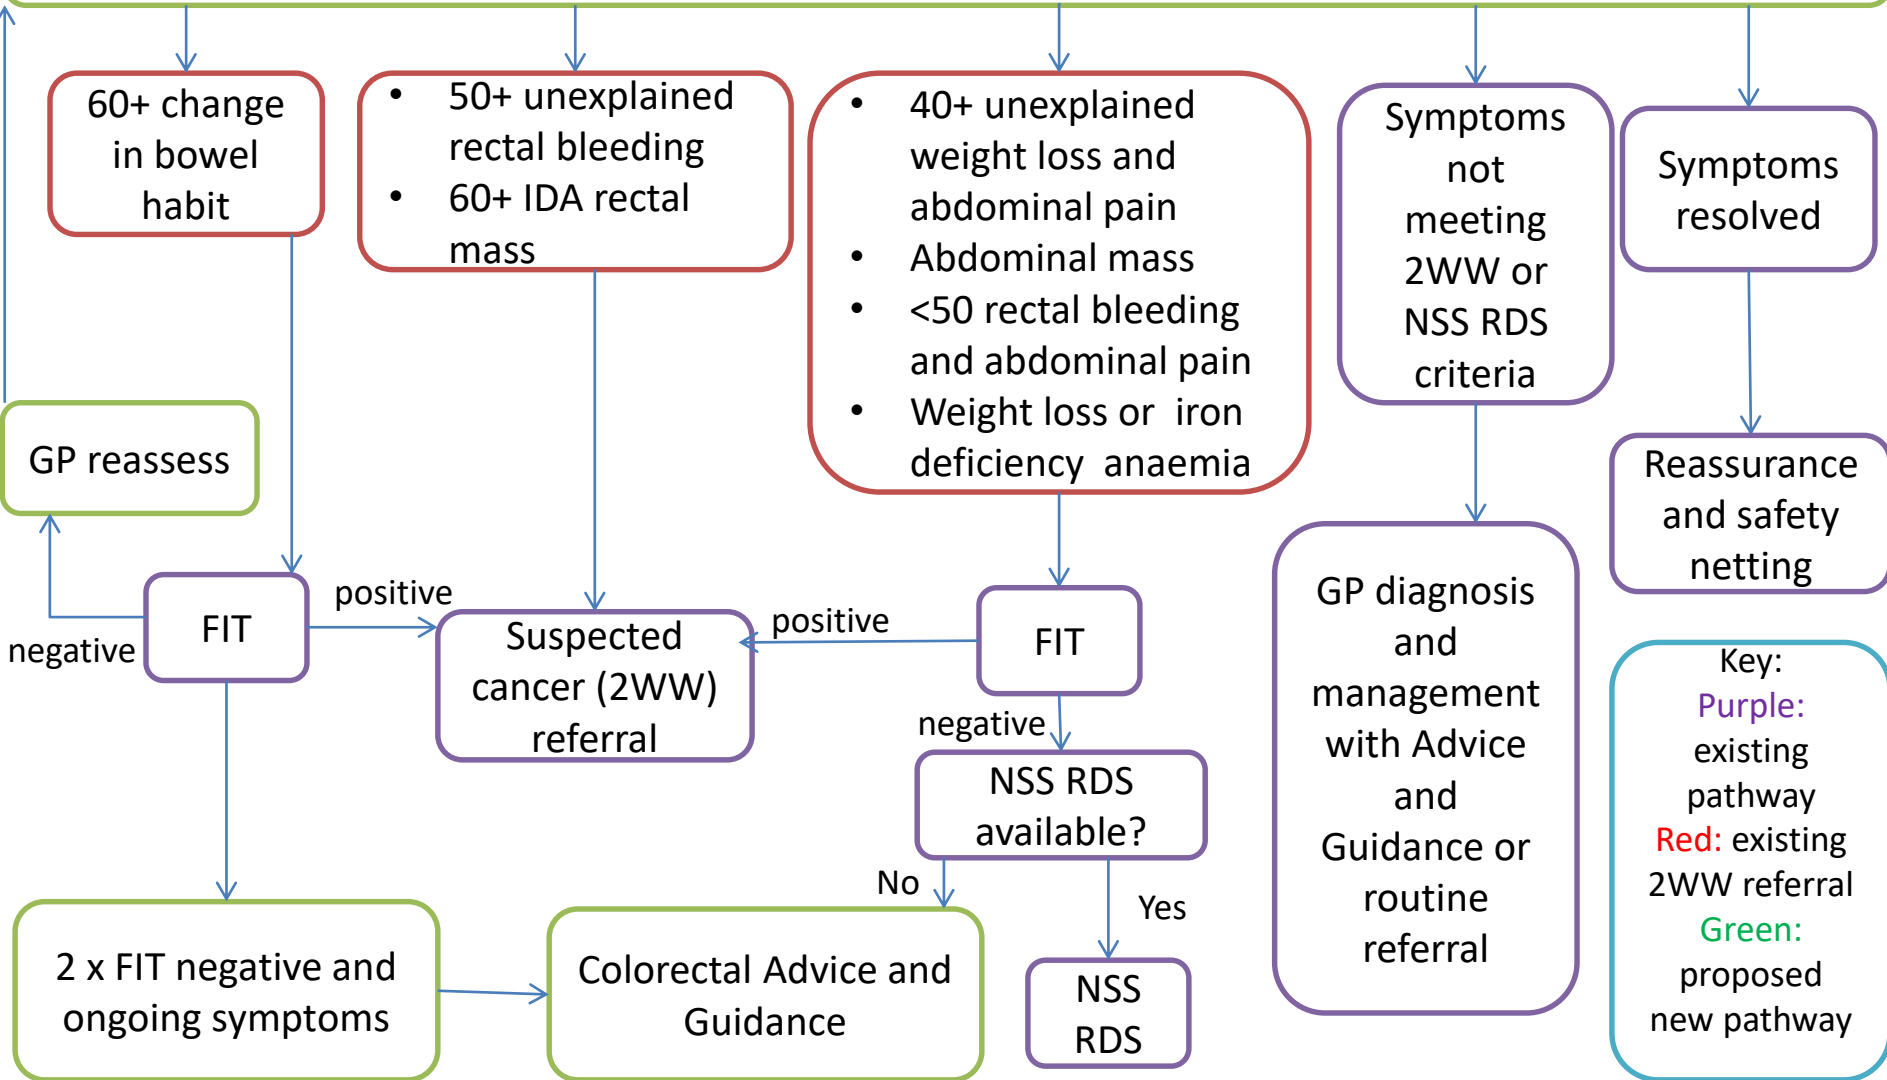 60+ change
in bowel
habit
• 50+ unexplained
rectal bleeding
• 60+ IDA rectal
mass
• 40+ unexplained
weight loss and
abdominal pain
• Abdominal mass
• <50 rectal bleeding
and abdominal pain
• Weight loss or iron
deficiency anaemia
Symptoms
not
meeting
2WW or
NSS RDS
criteria
Symptoms
resolved
GP reassess
Reassurance
and safety
netting
negative
FIT
positive
Suspected
cancer (2WW)
referral
positive
FIT
negative
NSS RDS
available?
No
Yes
GP diagnosis
and
management
with Advice
and
Guidance or
routine
referral
2 x FIT negative and
ongoing symptoms
Colorectal Advice and
Guidance
NSS
RDS
Key:
Purple:
existing
pathway
Red: existing
2WW referral
Green:
proposed
new pathway